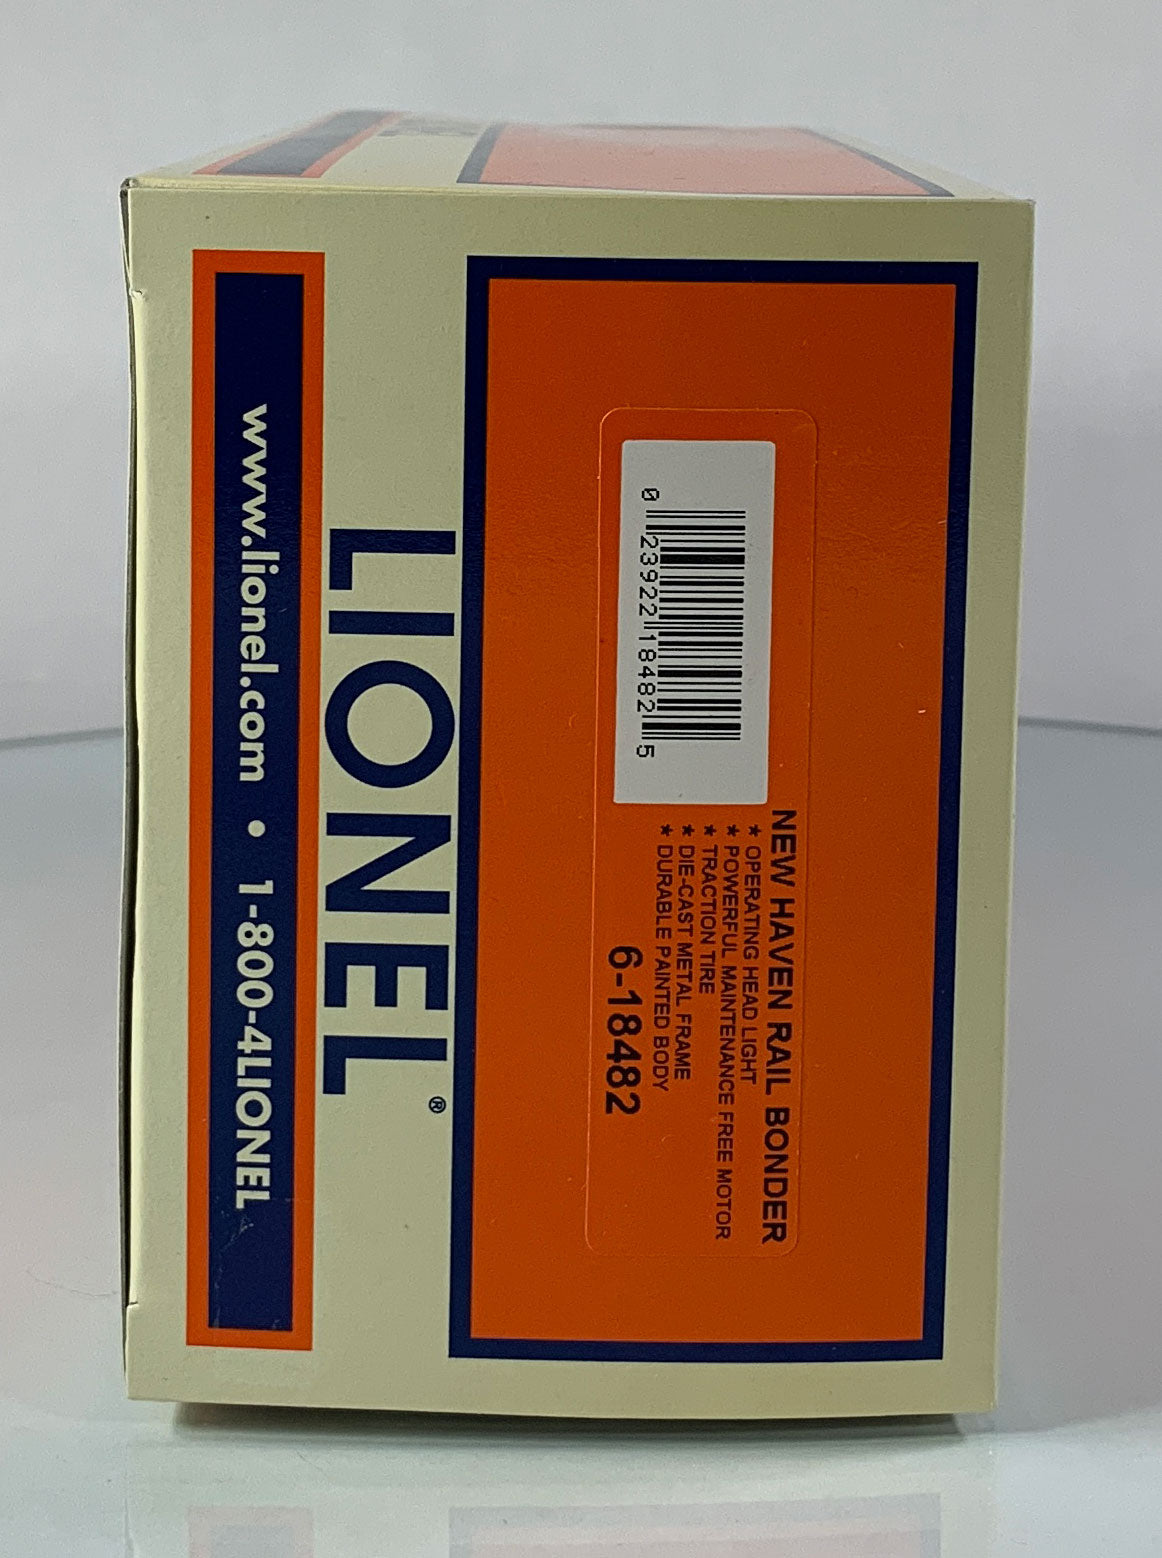 NEW HAVEN RAIL BONDER
★ OPERATING HEAD LIGHT
★ POWERFUL MAINTENANCE FREE MOTOR
★ TRACTION TIRE
★ DIE-CAST METAL FRAME
★ DURABLE PAINTED BODY
6-18482
0 23922 18482 5
LIONEL®
www.lionel.com • 1-800-4LIONEL